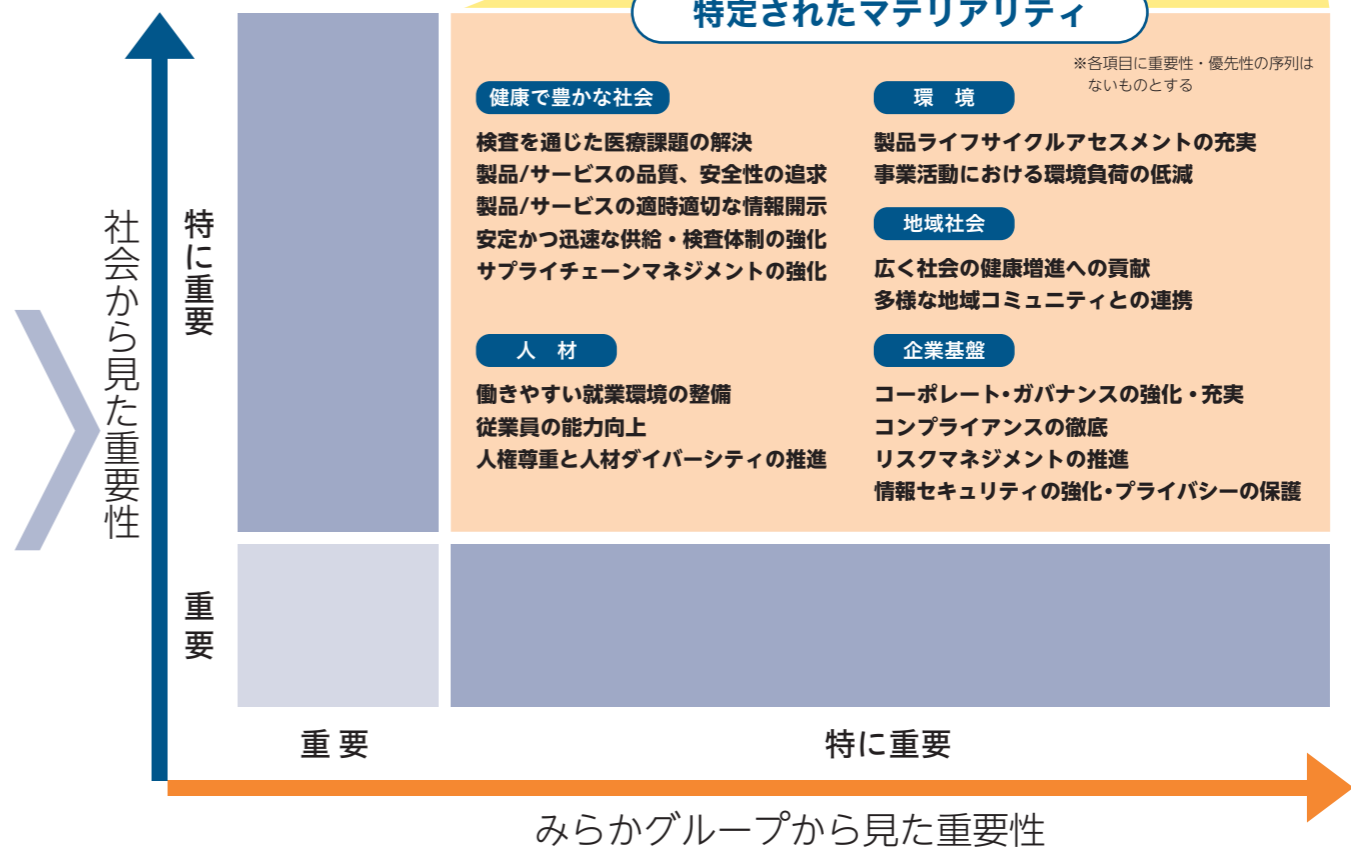 特定されたマテリアリティ
※各項目に重要性・優先性の序列は
ないものとする
健康で豊かな社会
検査を通じた医療課題の解決
製品/サービスの品質、安全性の追求
製品/サービスの適時適切な情報開示
安定かつ迅速な供給・検査体制の強化
サプライチェーンマネジメントの強化
人 材
働きやすい就業環境の整備
従業員の能力向上
人権尊重と人材ダイバーシティの推進
環 境
製品ライフサイクルアセスメントの充実
事業活動における環境負荷の低減
地域社会
広く社会の健康増進への貢献
多様な地域コミュニティとの連携
企業基盤
コーポレート・ガバナンスの強化・充実
コンプライアンスの徹底
リスクマネジメントの推進
情報セキュリティの強化・プライバシーの保護
社会から見た重要性
特に重要
重要
重要
特に重要
みらかグループから見た重要性